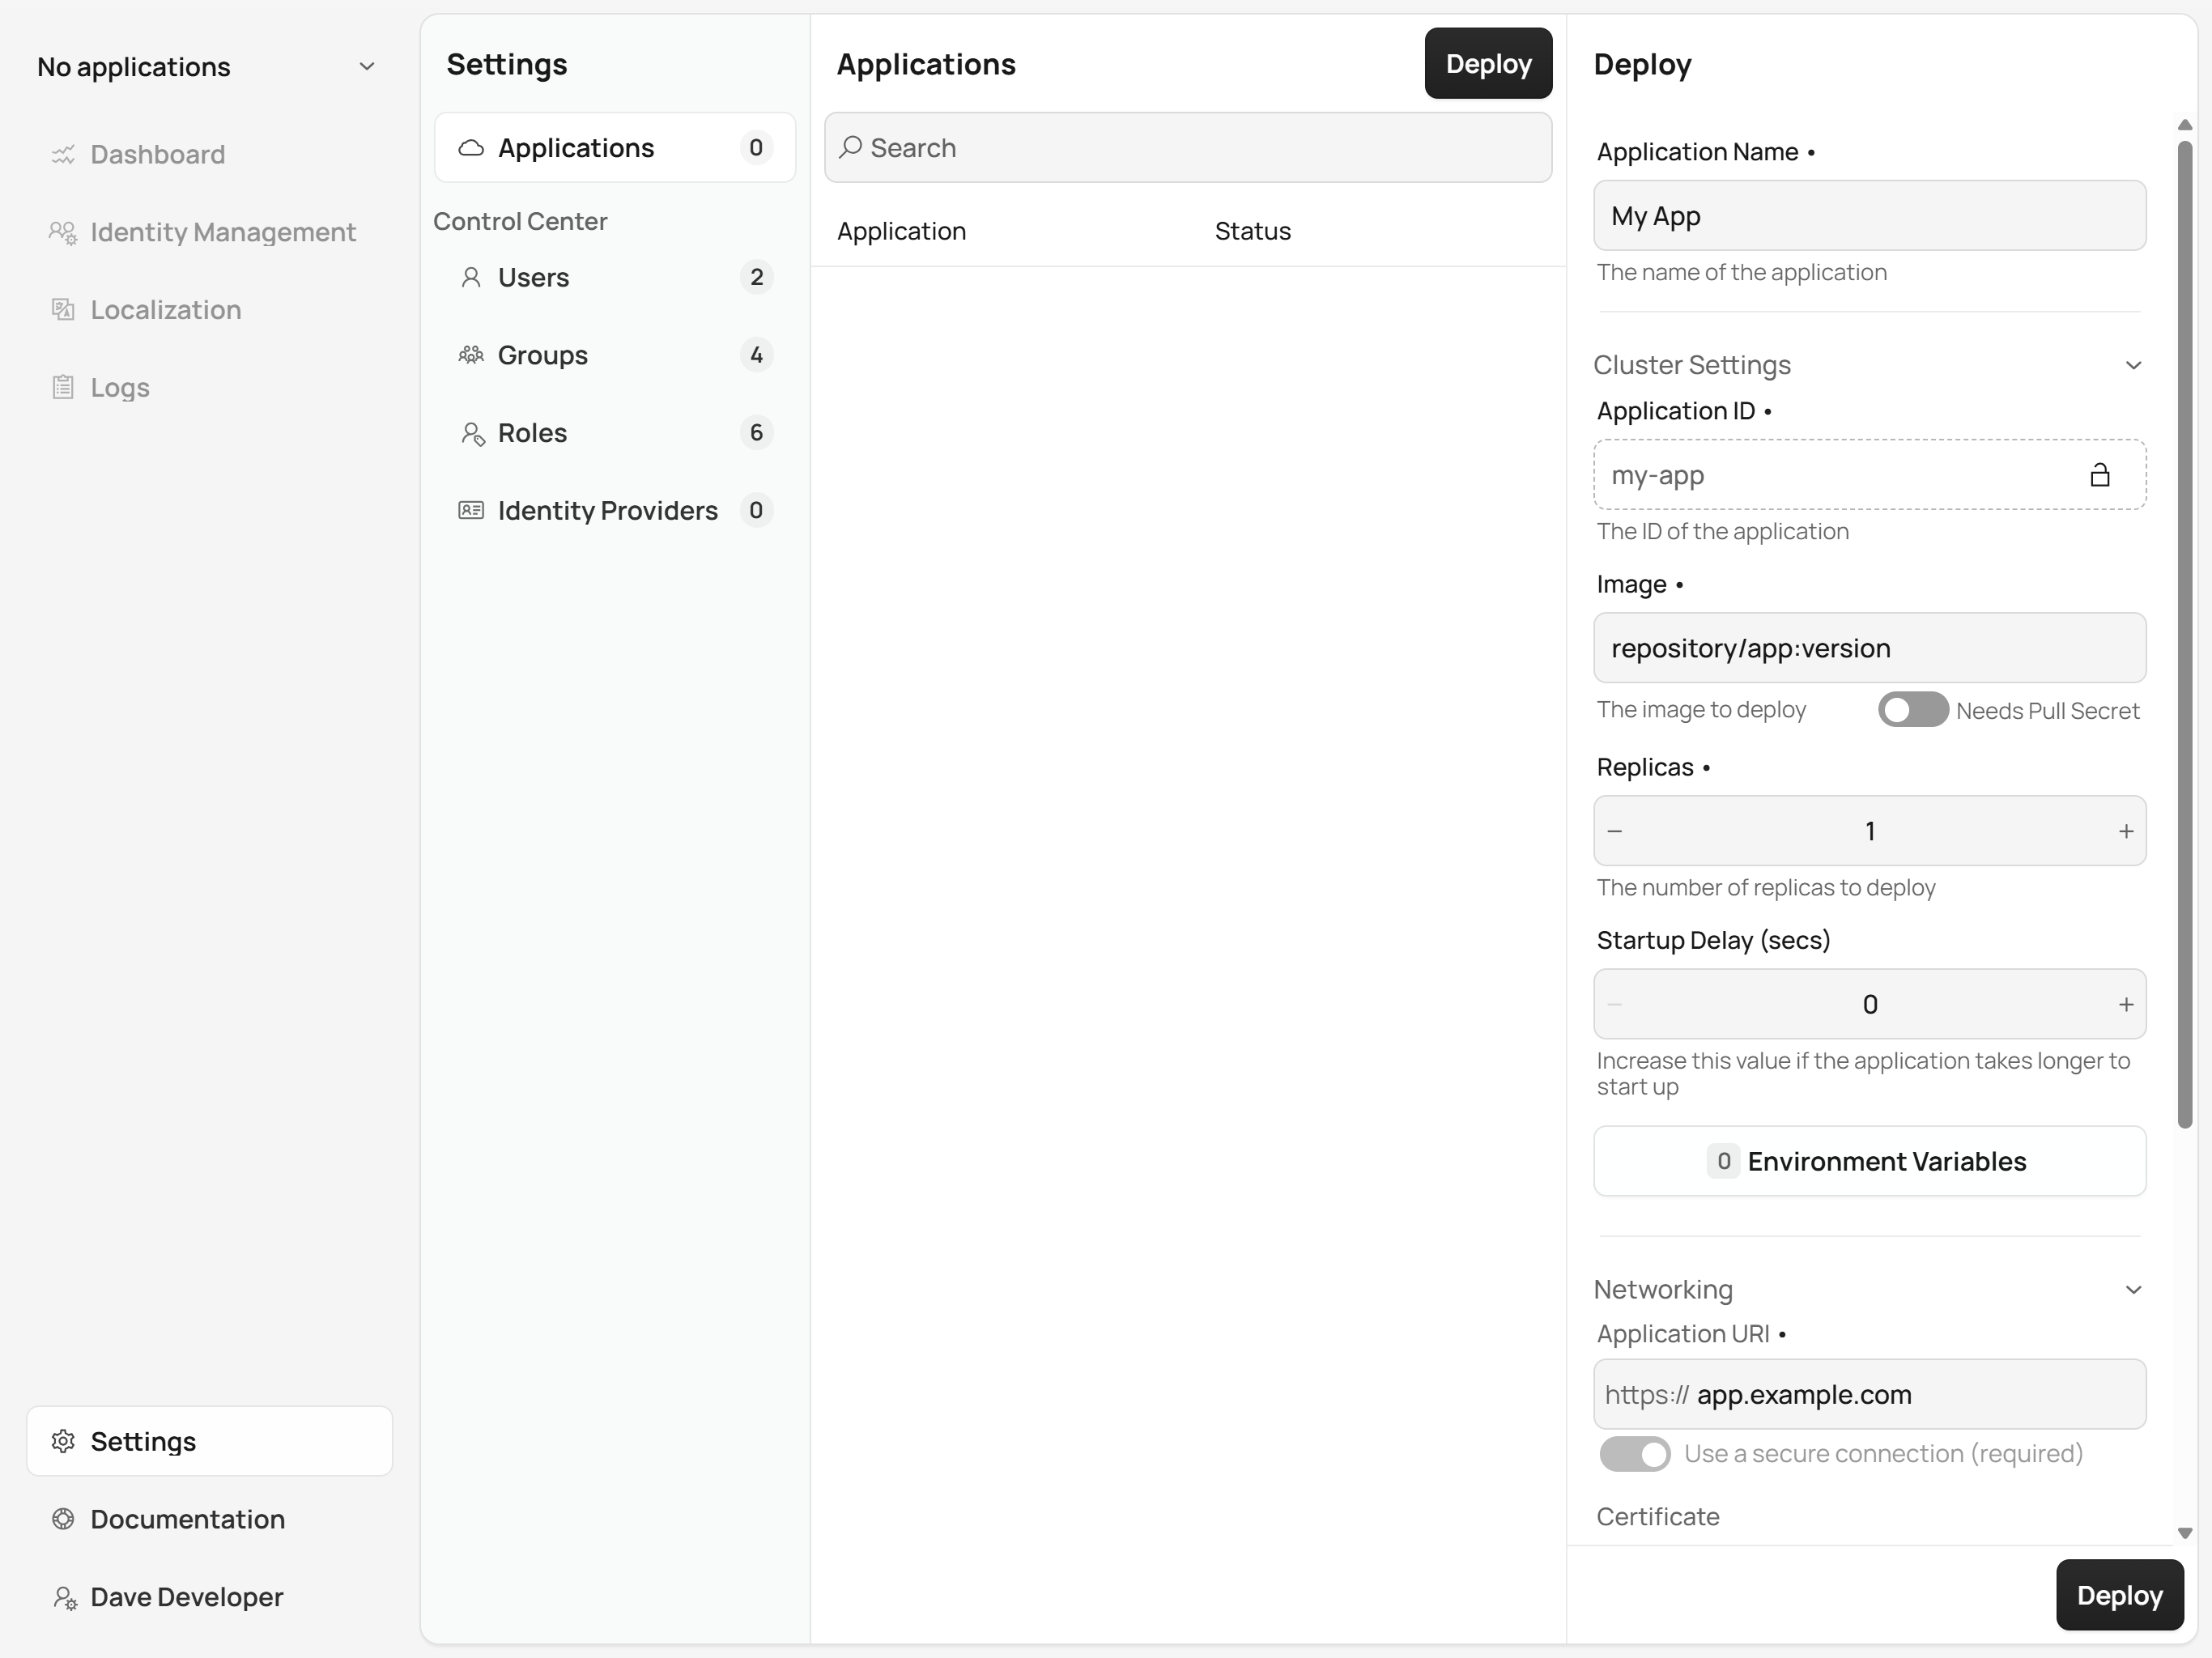 No applications
Dashboard
Identity Management
Localization
Logs
Settings
Documentation
Dave Developer
Settings
Applications 0
Control Center
Users 2
Groups 4
Roles 6
Identity Providers 0
Applications
Deploy
Search
Application Status
Deploy
Application Name •
My App
The name of the application
Cluster Settings
Application ID •
my-app
The ID of the application
Image •
repository/app:version
The image to deploy Needs Pull Secret
Replicas •
− 1 +
The number of replicas to deploy
Startup Delay (secs)
− 0 +
Increase this value if the application takes longer to
start up
0 Environment Variables
Networking
Application URI •
https:// app.example.com
Use a secure connection (required)
Certificate
Deploy